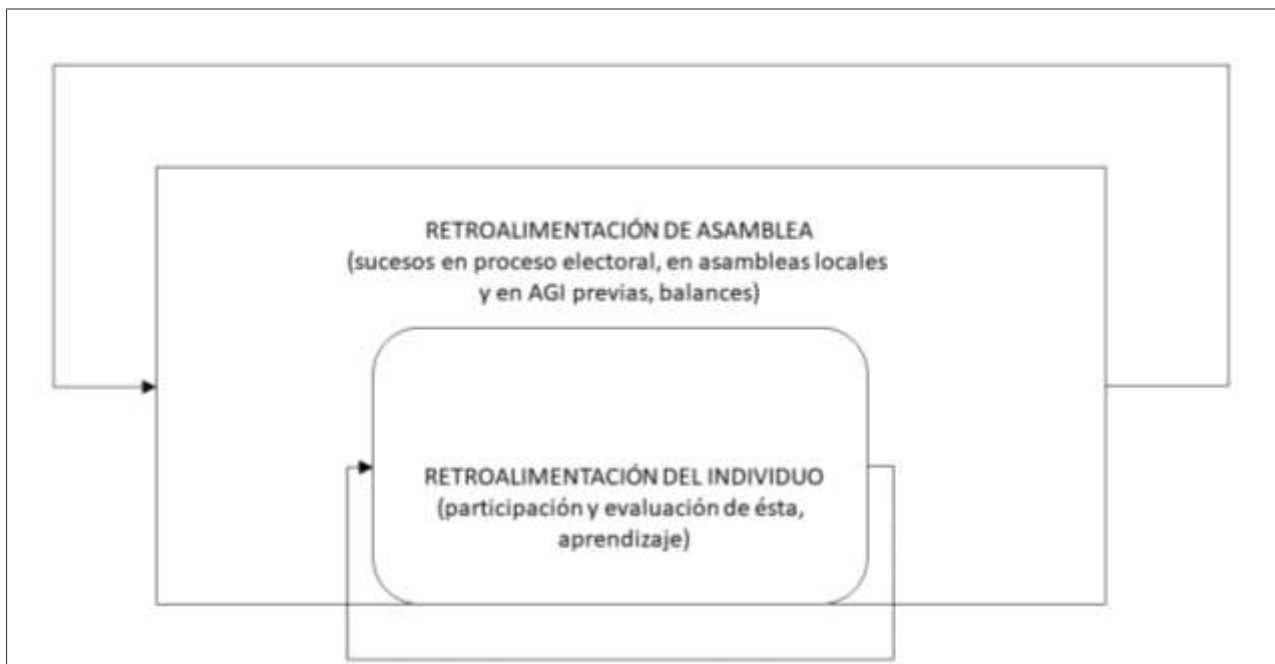 RETROALIMENTACIÓN DE ASAMBLEA
(sucesos en proceso electoral, en asambleas locales
y en AGI previas, balances)
RETROALIMENTACIÓN DEL INDIVIDUO
(participación y evaluación de ésta,
aprendizaje)